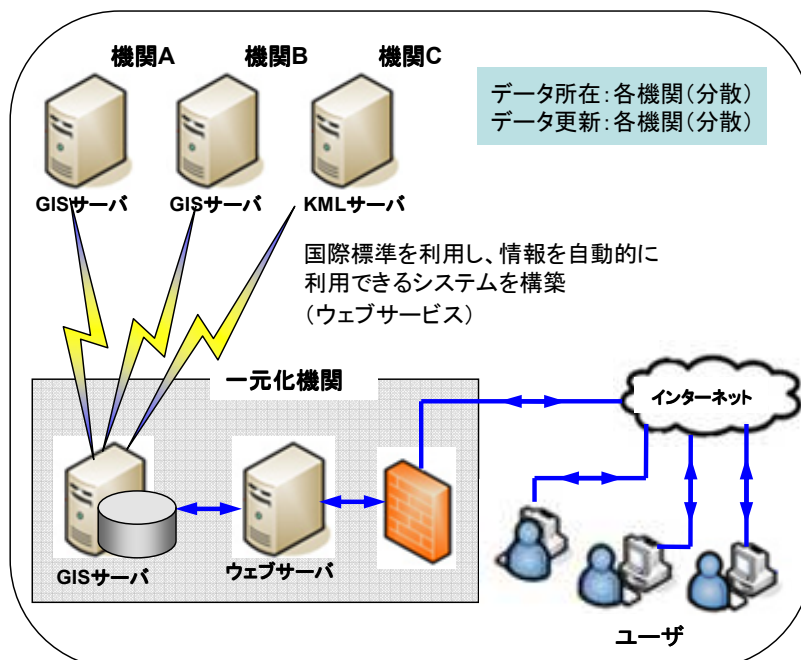 機関A
機関B
機関C
データ所在：各機関（分散）
データ更新：各機関（分散）
GISサーバ
GISサーバ
KMLサーバ
国際標準を利用し、情報を自動的に
利用できるシステムを構築
（ウェブサービス）
一元化機関
インターネット
GISサーバ
ウェブサーバ
ユーザ